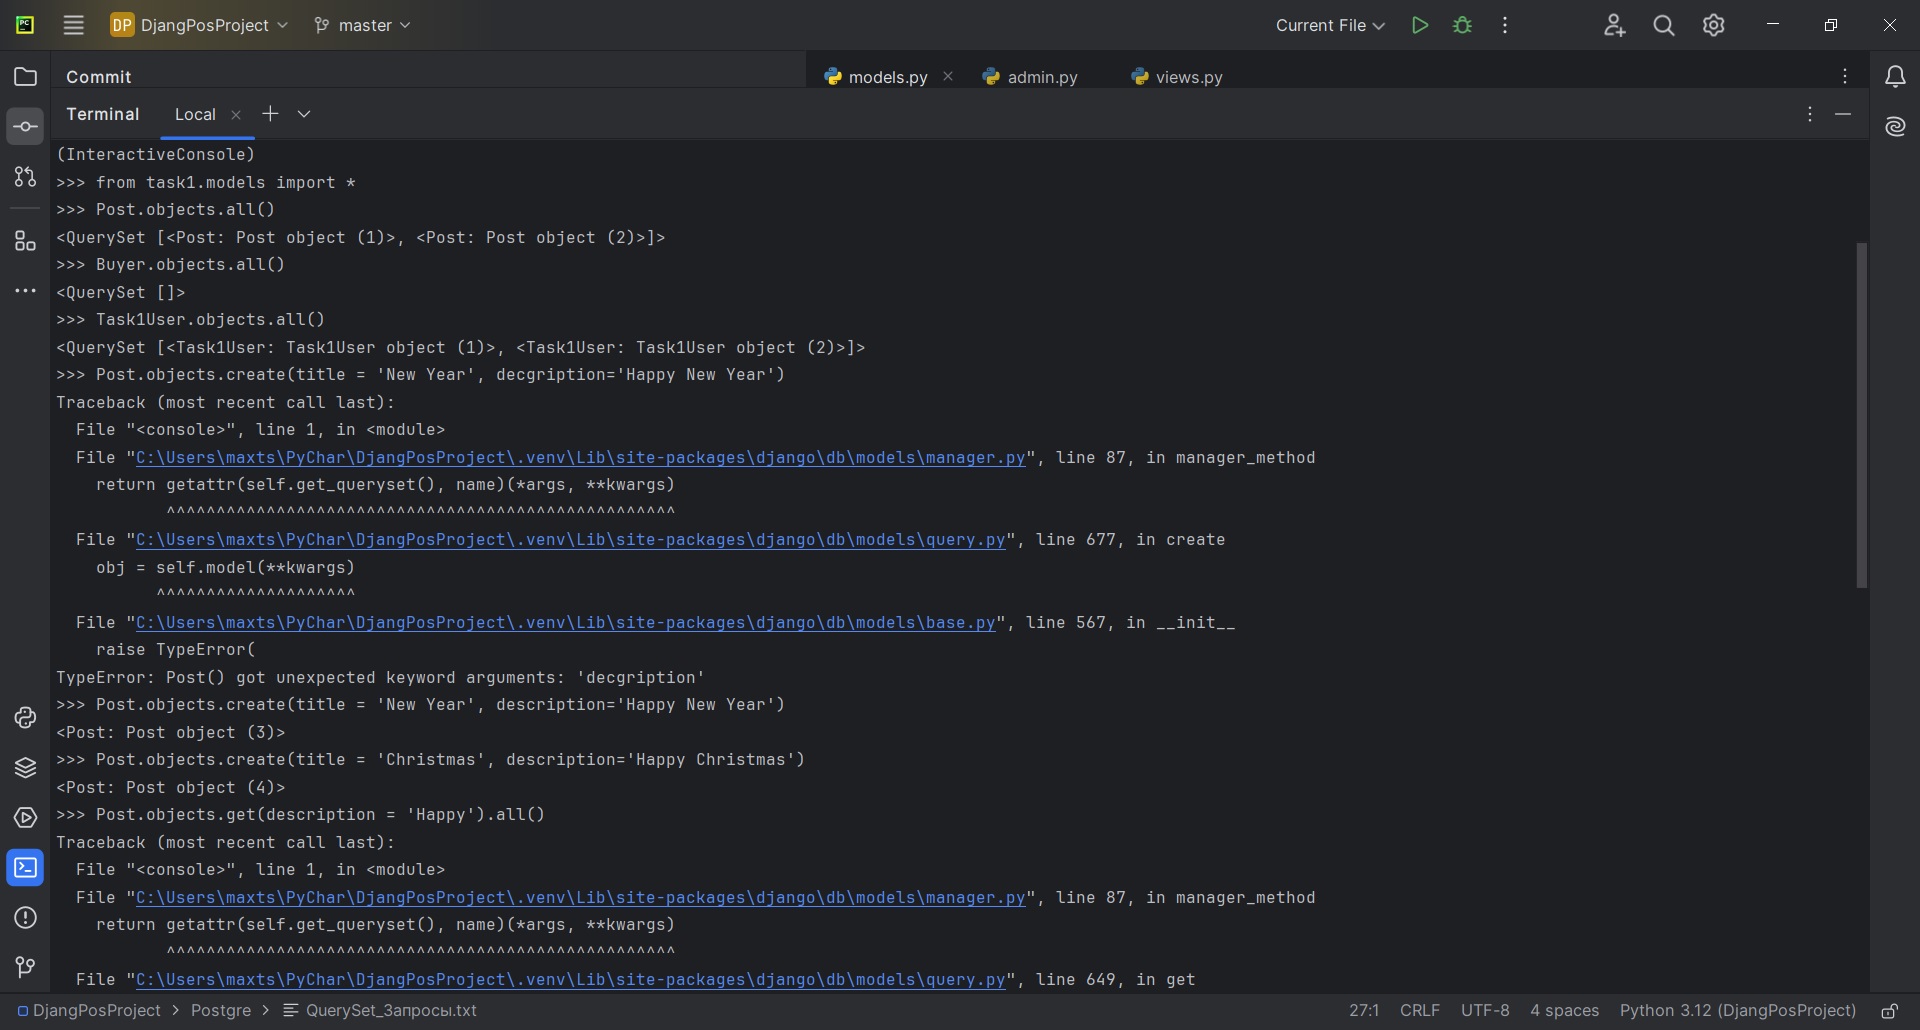 PC
DP DjangPosProject master Current File
Commit models.py admin.py views.py
Terminal Local
(InteractiveConsole)
>>> from task1.models import *
>>> Post.objects.all()
<QuerySet [<Post: Post object (1)>, <Post: Post object (2)>]>
>>> Buyer.objects.all()
<QuerySet []>
>>> Task1User.objects.all()
<QuerySet [<Task1User: Task1User object (1)>, <Task1User: Task1User object (2)>]>
>>> Post.objects.create(title = 'New Year', decgription='Happy New Year')
Traceback (most recent call last):
  File "<console>", line 1, in <module>
  File "C:\Users\maxts\PyChar\DjangPosProject\.venv\Lib\site-packages\django\db\models\manager.py", line 87, in manager_method
    return getattr(self.get_queryset(), name)(*args, **kwargs)
           ^^^^^^^^^^^^^^^^^^^^^^^^^^^^^^^^^^^^^^^^^^^^^^^^^^^
  File "C:\Users\maxts\PyChar\DjangPosProject\.venv\Lib\site-packages\django\db\models\query.py", line 677, in create
    obj = self.model(**kwargs)
          ^^^^^^^^^^^^^^^^^^^^
  File "C:\Users\maxts\PyChar\DjangPosProject\.venv\Lib\site-packages\django\db\models\base.py", line 567, in __init__
    raise TypeError(
TypeError: Post() got unexpected keyword arguments: 'decgription'
>>> Post.objects.create(title = 'New Year', description='Happy New Year')
<Post: Post object (3)>
>>> Post.objects.create(title = 'Christmas', description='Happy Christmas')
<Post: Post object (4)>
>>> Post.objects.get(description = 'Happy').all()
Traceback (most recent call last):
  File "<console>", line 1, in <module>
  File "C:\Users\maxts\PyChar\DjangPosProject\.venv\Lib\site-packages\django\db\models\manager.py", line 87, in manager_method
    return getattr(self.get_queryset(), name)(*args, **kwargs)
           ^^^^^^^^^^^^^^^^^^^^^^^^^^^^^^^^^^^^^^^^^^^^^^^^^^^
  File "C:\Users\maxts\PyChar\DjangPosProject\.venv\Lib\site-packages\django\db\models\query.py", line 649, in get
DjangPosProject > Postgre > QuerySet_Запросы.txt 27:1 CRLF UTF-8 4 spaces Python 3.12 (DjangPosProject)